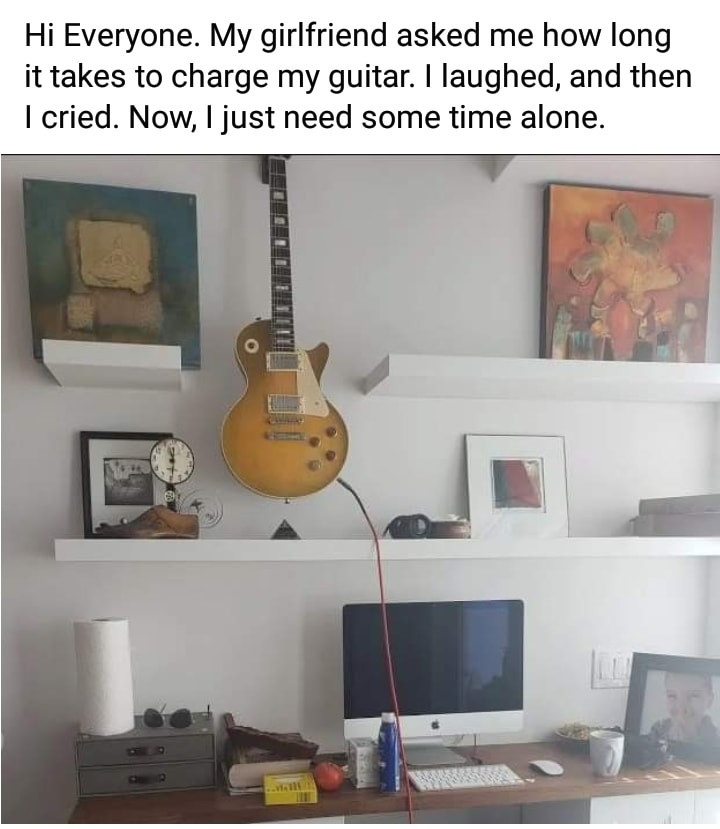 Hi Everyone. My girlfriend asked me how long
it takes to charge my guitar. I laughed, and then
I cried. Now, I just need some time alone.